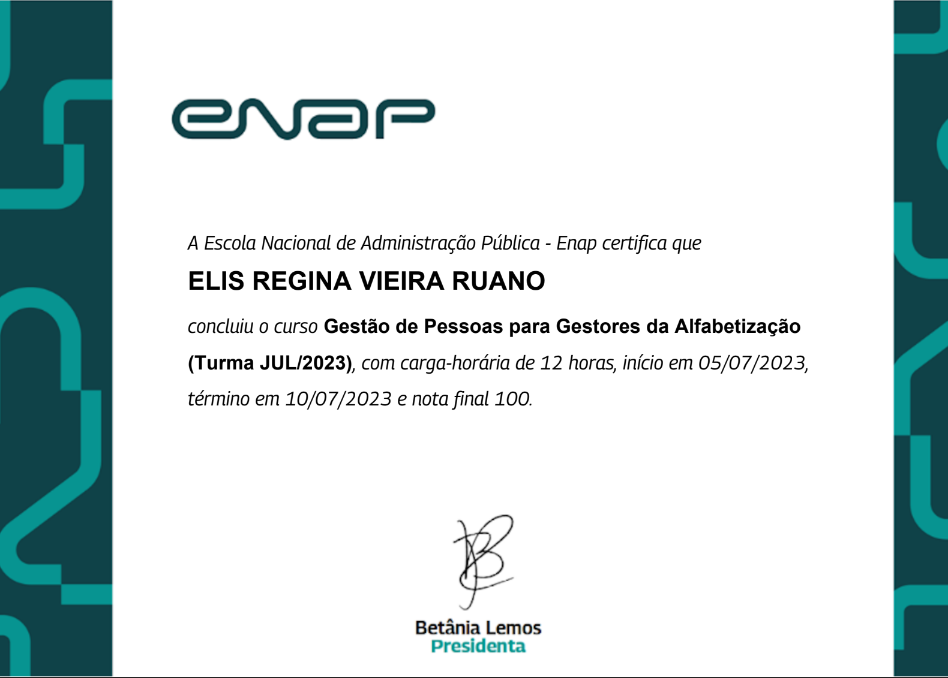 enap
A Escola Nacional de Administração Pública - Enap certifica que
ELIS REGINA VIEIRA RUANO
concluiu o curso Gestão de Pessoas para Gestores da Alfabetização
(Turma JUL/2023), com carga-horária de 12 horas, início em 05/07/2023,
término em 10/07/2023 e nota final 100.
Betânia Lemos
Presidenta